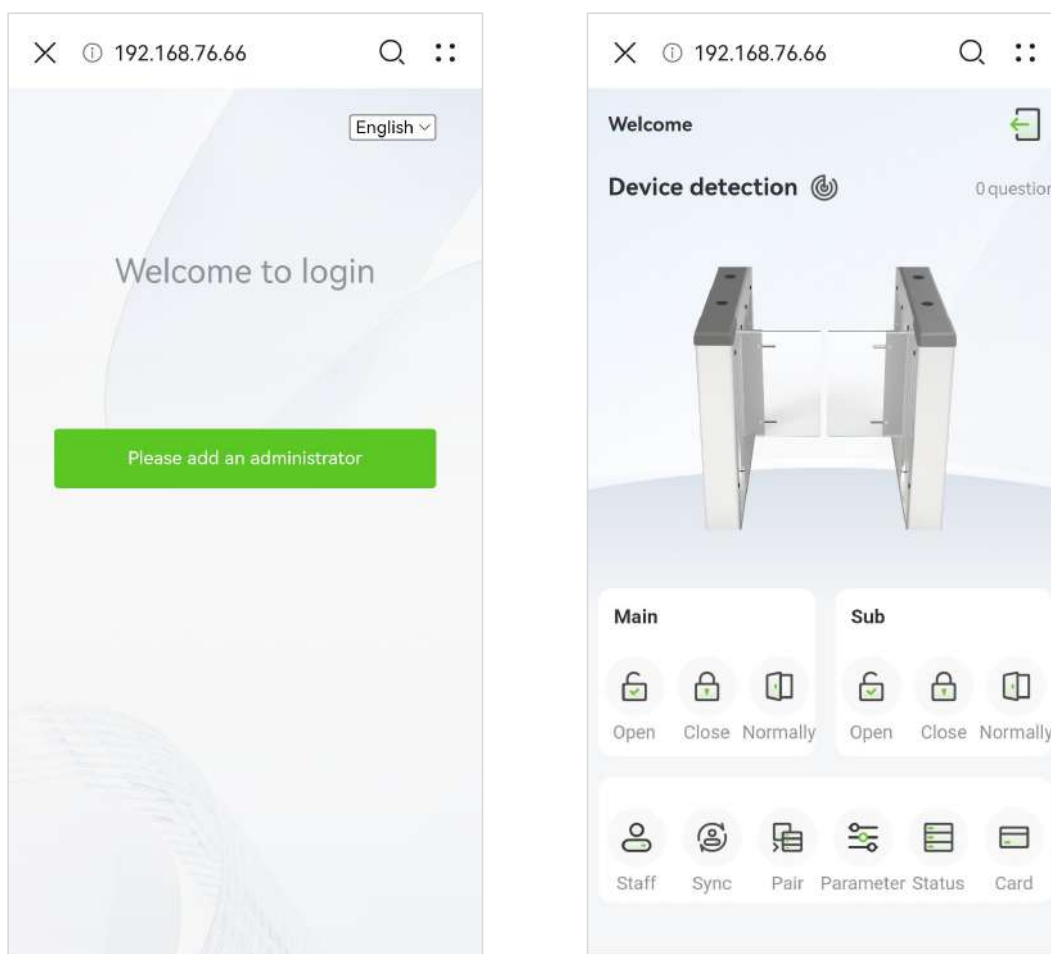 192.168.76.66
English
Welcome to login
Please add an administrator
192.168.76.66
Welcome
Device detection
0 question
Main
Open Close Normally
Sub
Open Close Normally
Staff Sync Pair Parameter Status Card